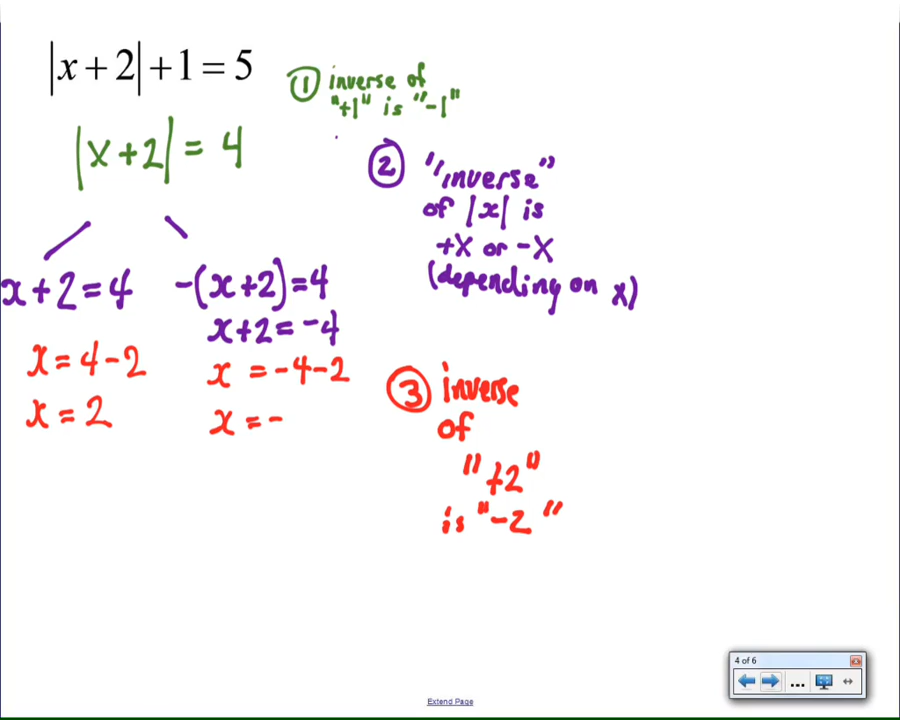 |x + 2| + 1 = 5
① inverse of
"+1" is "-1"
|x+2| = 4
② "inverse"
of |x| is
+x or -x
(depending on x)
x+2=4
-(x+2)=4
x+2=-4
x=4-2
x=-4-2
x=2
x=-
③ inverse
of
"+2"
is "-2"
4 of 6
...
Extend Page